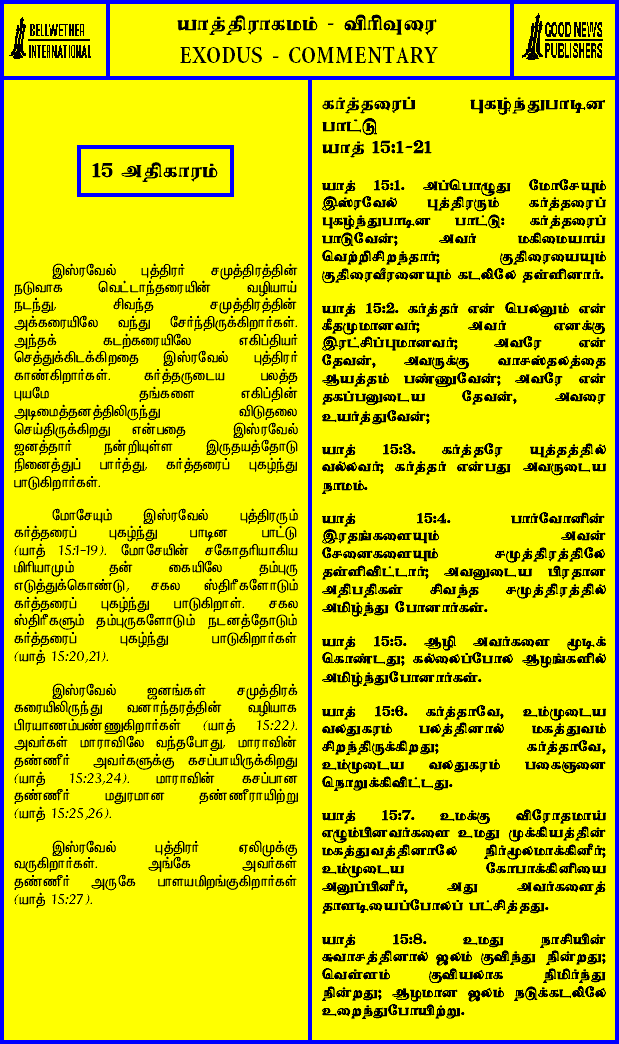 BELLWETHER
INTERNATIONAL
யாத்திராகமம் - விரிவுரை
EXODUS - COMMENTARY
GOOD NEWS
PUBLISHERS
15 அதிகாரம்
இஸ்ரவேல் புத்திரர் சமுத்திரத்தின்
நடுவாக வெட்டாந்தரையின் வழியாய்
நடந்து, சிவந்த சமுத்திரத்தின்
அக்கரையிலே வந்து சேர்ந்திருக்கிறார்கள்.
அந்தக் கடற்கரையிலே எகிப்தியர்
செத்துக்கிடக்கிறதை இஸ்ரவேல் புத்திரர்
காண்கிறார்கள். கர்த்தருடைய பலத்த
புயமே தங்களை எகிப்தின்
அடிமைத்தனத்திலிருந்து விடுதலை
செய்திருக்கிறது என்பதை இஸ்ரவேல்
ஜனத்தார் நன்றியுள்ள இருதயத்தோடு
நினைத்துப் பார்த்து, கர்த்தரைப் புகழ்ந்து
பாடுகிறார்கள்.
மோசேயும் இஸ்ரவேல் புத்திரரும்
கர்த்தரைப் புகழ்ந்து பாடின பாட்டு
(யாத் 15:1-19). மோசேயின் சகோதரியாகிய
மிரியாமும் தன் கையிலே தம்புரு
எடுத்துக்கொண்டு, சகல ஸ்திரீகளோடும்
கர்த்தரைப் புகழ்ந்து பாடுகிறாள். சகல
ஸ்திரீகளும் தம்புருகளோடும் நடனத்தோடும்
கர்த்தரைப் புகழ்ந்து பாடுகிறார்கள்
(யாத் 15:20,21).
இஸ்ரவேல் ஜனங்கள் சமுத்திரக்
கரையிலிருந்து வனாந்தரத்தின் வழியாக
பிரயாணம்பண்ணுகிறார்கள் (யாத் 15:22).
அவர்கள் மாராவிலே வந்தபோது, மாராவின்
தண்ணீர் அவர்களுக்கு கசப்பாயிருக்கிறது
(யாத் 15:23,24). மாராவின் கசப்பான
தண்ணீர் மதுரமான தண்ணீராயிற்று
(யாத் 15:25,26).
இஸ்ரவேல் புத்திரர் ஏலிமுக்கு
வருகிறார்கள். அங்கே அவர்கள்
தண்ணீர் அருகே பாளயமிறங்குகிறார்கள்
(யாத் 15:27).
கர்த்தரைப் புகழ்ந்துபாடின
பாட்டு
யாத் 15:1-21
யாத் 15:1. அப்பொழுது மோசேயும்
இஸ்ரவேல் புத்திரரும் கர்த்தரைப்
புகழ்ந்துபாடின பாட்டு: கர்த்தரைப்
பாடுவேன்; அவர் மகிமையாய்
வெற்றிசிறந்தார்; குதிரையையும்
குதிரைவீரனையும் கடலிலே தள்ளினார்.
யாத் 15:2. கர்த்தர் என் பெலனும் என்
கீதமுமானவர்; அவர் எனக்கு
இரட்சிப்புமானவர்; அவரே என்
தேவன், அவருக்கு வாசஸ்தலத்தை
ஆயத்தம் பண்ணுவேன்; அவரே என்
தகப்பனுடைய தேவன், அவரை
உயர்த்துவேன்;
யாத் 15:3. கர்த்தரே யுத்தத்தில்
வல்லவர்; கர்த்தர் என்பது அவருடைய
நாமம்.
யாத் 15:4. பார்வோனின்
இரதங்களையும் அவன்
சேனைகளையும் சமுத்திரத்திலே
தள்ளிவிட்டார்; அவனுடைய பிரதான
அதிபதிகள் சிவந்த சமுத்திரத்தில்
அமிழ்ந்து போனார்கள்.
யாத் 15:5. ஆழி அவர்களை மூடிக்
கொண்டது; கல்லைப்போல ஆழங்களில்
அமிழ்ந்துபோனார்கள்.
யாத் 15:6. கர்த்தாவே, உம்முடைய
வலதுகரம் பலத்தினால் மகத்துவம்
சிறந்திருக்கிறது; கர்த்தாவே,
உம்முடைய வலதுகரம் பகைஞனை
நொறுக்கிவிட்டது.
யாத் 15:7. உமக்கு விரோதமாய்
எழும்பினவர்களை உமது முக்கியத்தின்
மகத்துவத்தினாலே நிர்மூலமாக்கினீர்;
உம்முடைய கோபாக்கினியை
அனுப்பினீர், அது அவர்களைத்
தாளடியைப்போலப் பட்சித்தது.
யாத் 15:8. உமது நாசியின்
சுவாசத்தினால் ஜலம் குவிந்து நின்றது;
வெள்ளம் குவியலாக நிமிர்ந்து
நின்றது; ஆழமான ஜலம் நடுக்கடலிலே
உறைந்துபோயிற்று.